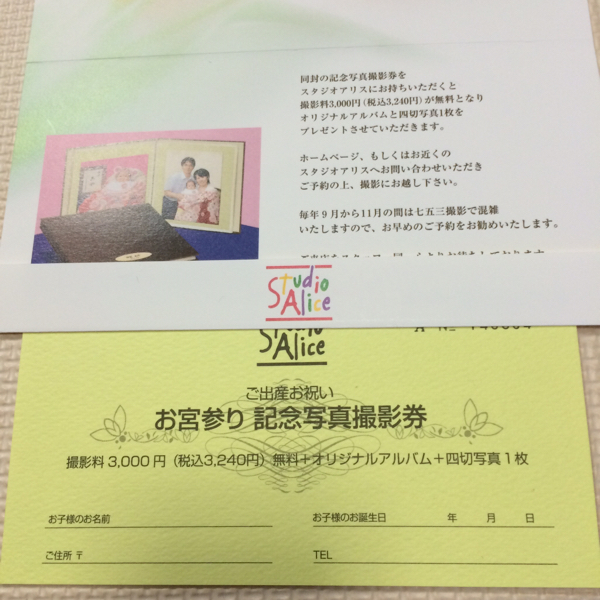 同封の記念写真撮影券を
スタジオアリスにお持ちいただくと
撮影料3,000円(税込3,240円)が無料となり
オリジナルアルバムと四切写真1枚を
プレゼントさせていただきます。
ホームページ、もしくはお近くの
スタジオアリスへお問い合わせいただき
ご予約の上、撮影にお越し下さい。
毎年9月から11月の間は七五三撮影で混雑
いたしますので、お早めのご予約をお勧めいたします。
Studio
Alice
Studio
Alice
A №
ご出産お祝い
お宮参り 記念写真撮影券
撮影料3,000円(税込3,240円)無料+オリジナルアルバム+四切写真1枚
お子様のお名前
お子様のお誕生日 年 月 日
ご住所 〒
TEL